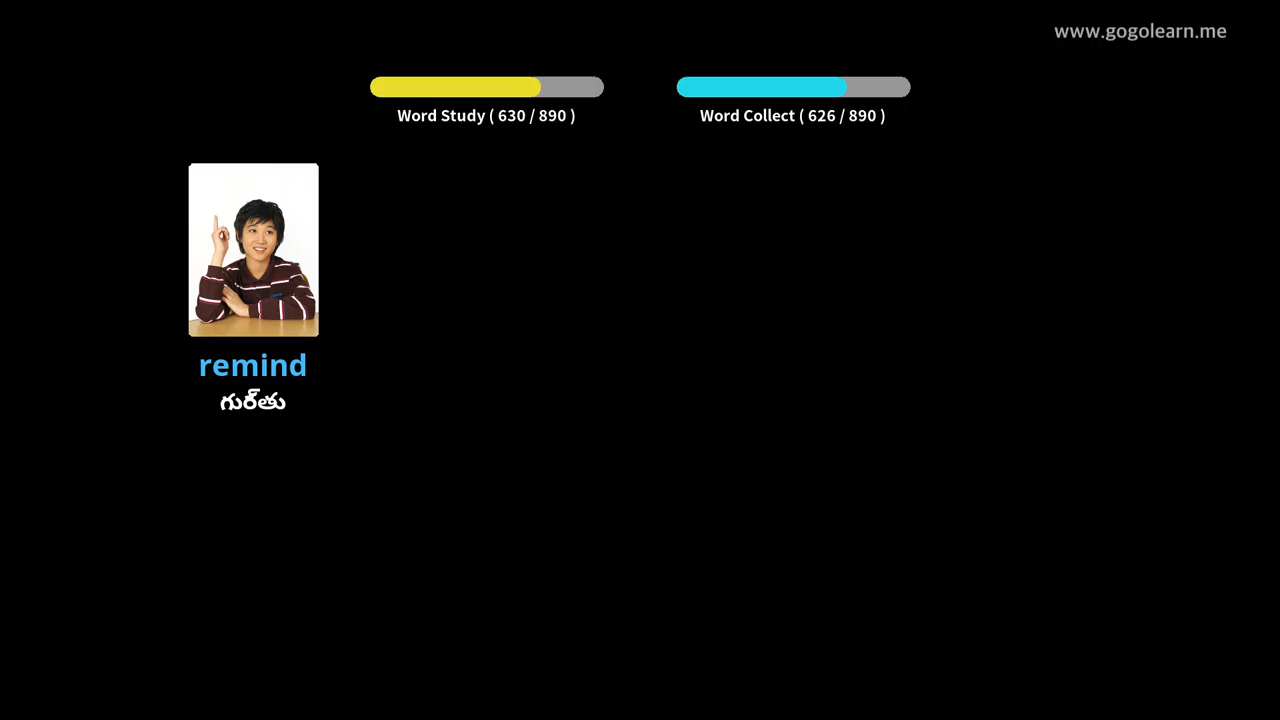 www.gogolearn.me
Word Study ( 630 / 890 )
Word Collect ( 626 / 890 )
remind
గుర్‌తు